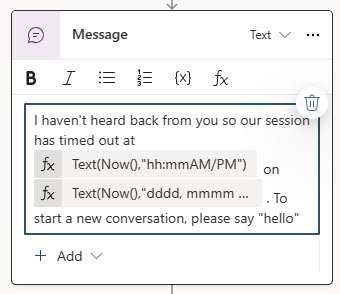 Message
Text
B I {x} fx
I haven't heard back from you so our session
has timed out at
fx Text(Now(),"hh:mmAM/PM") on
fx Text(Now(),"dddd, mmmm ... . To
start a new conversation, please say "hello"
+ Add